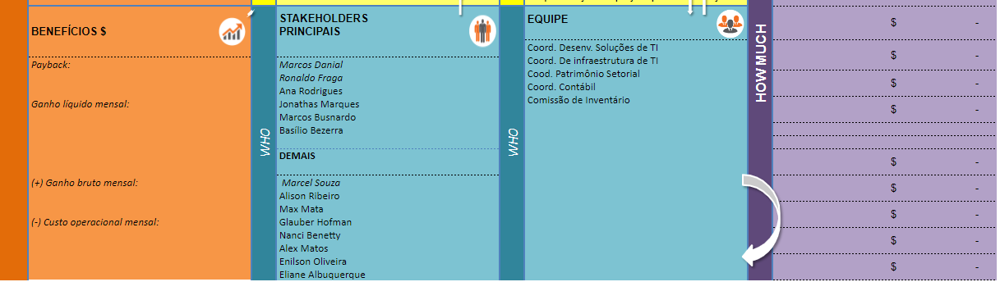 BENEFÍCIOS $
Payback:
Ganho líquido mensal:
(+) Ganho bruto mensal:
(-) Custo operacional mensal:
WHO
STAKEHOLDERS
PRINCIPAIS
Marcos Danial
Ronaldo Fraga
Ana Rodrigues
Jonathas Marques
Marcos Busnardo
Basílio Bezerra
DEMAIS
Marcel Souza
Alison Ribeiro
Max Mata
Glauber Hofman
Nanci Benetty
Alex Matos
Enilson Oliveira
Eliane Albuquerque
WHO
EQUIPE
Coord. Desenv. Soluções de TI
Coord. De infraestrutura de TI
Cood. Patrimônio Setorial
Coord. Contábil
Comissão de Inventário
HOW MUCH
$ -
$ -
$ -
$ -
$ -
$ -
$ -
$ -
$ -